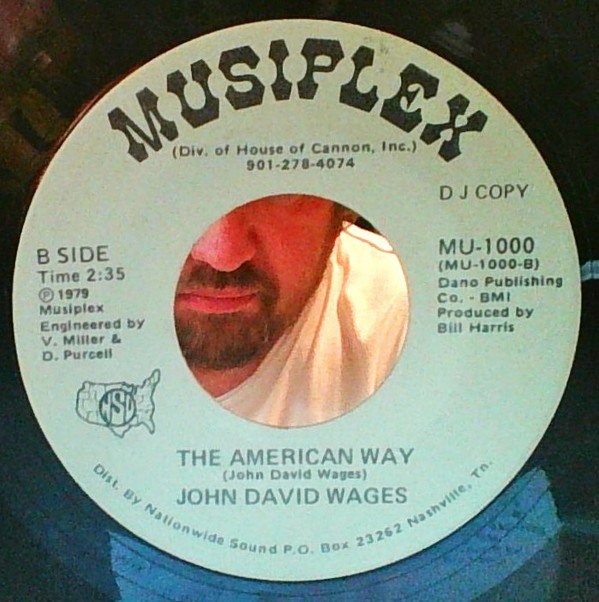 MUSIPLEX
(Div. of House of Cannon, Inc.)
901-278-4074
D J COPY
B SIDE
Time 2:35
Ⓟ 1979
Musiplex
Engineered by
V. Miller &
D. Purcell
MU-1000
(MU-1000-B)
Dano Publishing
Co. - BMI
Produced by
Bill Harris
NSD
THE AMERICAN WAY
(John David Wages)
JOHN DAVID WAGES
Dist. By Nationwide Sound P.O. Box 23262 Nashville, Tn.